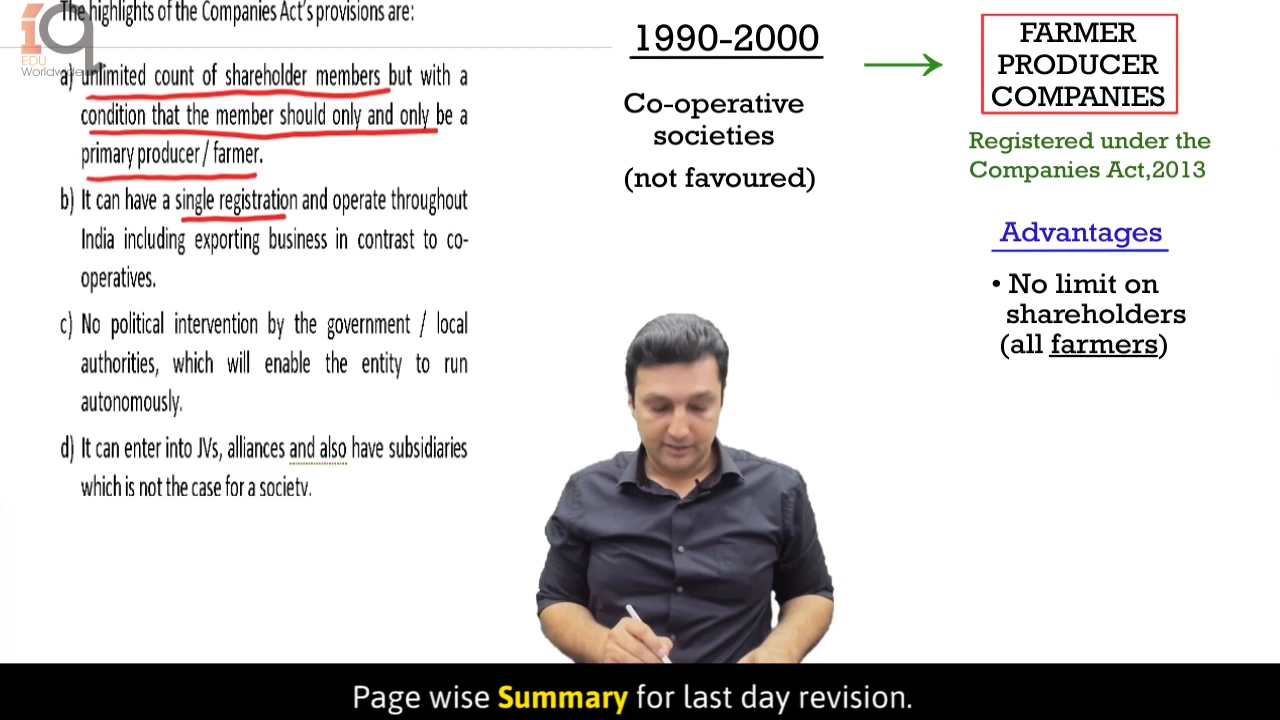 The highlights of the Companies Act's provisions are:
iQ
EDU
Worldwide
a) unlimited count of shareholder members but with a
condition that the member should only and only be a
primary producer / farmer.
b) It can have a single registration and operate throughout
India including exporting business in contrast to co-
operatives.
c) No political intervention by the government / local
authorities, which will enable the entity to run
autonomously.
d) It can enter into JVs, alliances and also have subsidiaries
which is not the case for a society.
1990-2000
Co-operative
societies
(not favoured)
FARMER
PRODUCER
COMPANIES
Registered under the
Companies Act,2013
Advantages
• No limit on
shareholders
(all farmers)
Page wise Summary for last day revision.